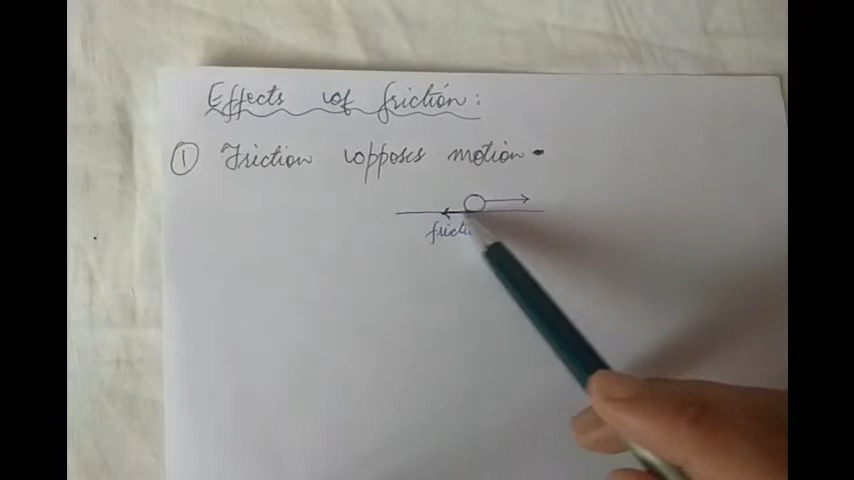 Effects of friction:
① Friction opposes motion.